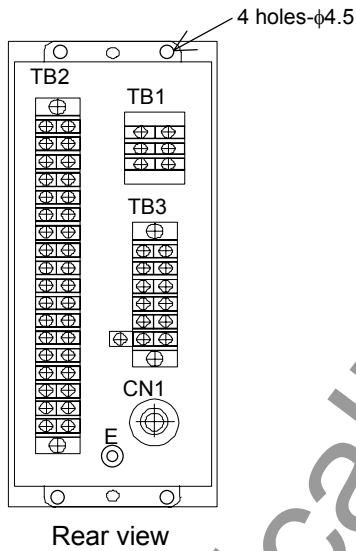 4 holes-ϕ4.5
TB2
TB1
TB3
CN1
E
Rear view